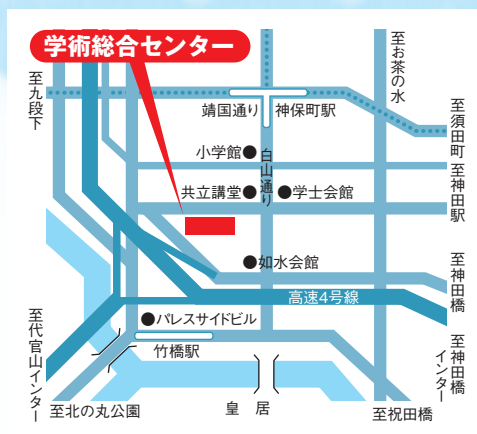 学術総合センター
至お茶の水
至九段下
靖国通り
神保町駅
至須田町
小学館
白山通り
至神田駅
共立講堂
学士会館
如水会館
至神田橋
高速4号線
パレスサイドビル
竹橋駅
至代官山インター
至神田橋
インター
至北の丸公園
皇居
至祝田橋